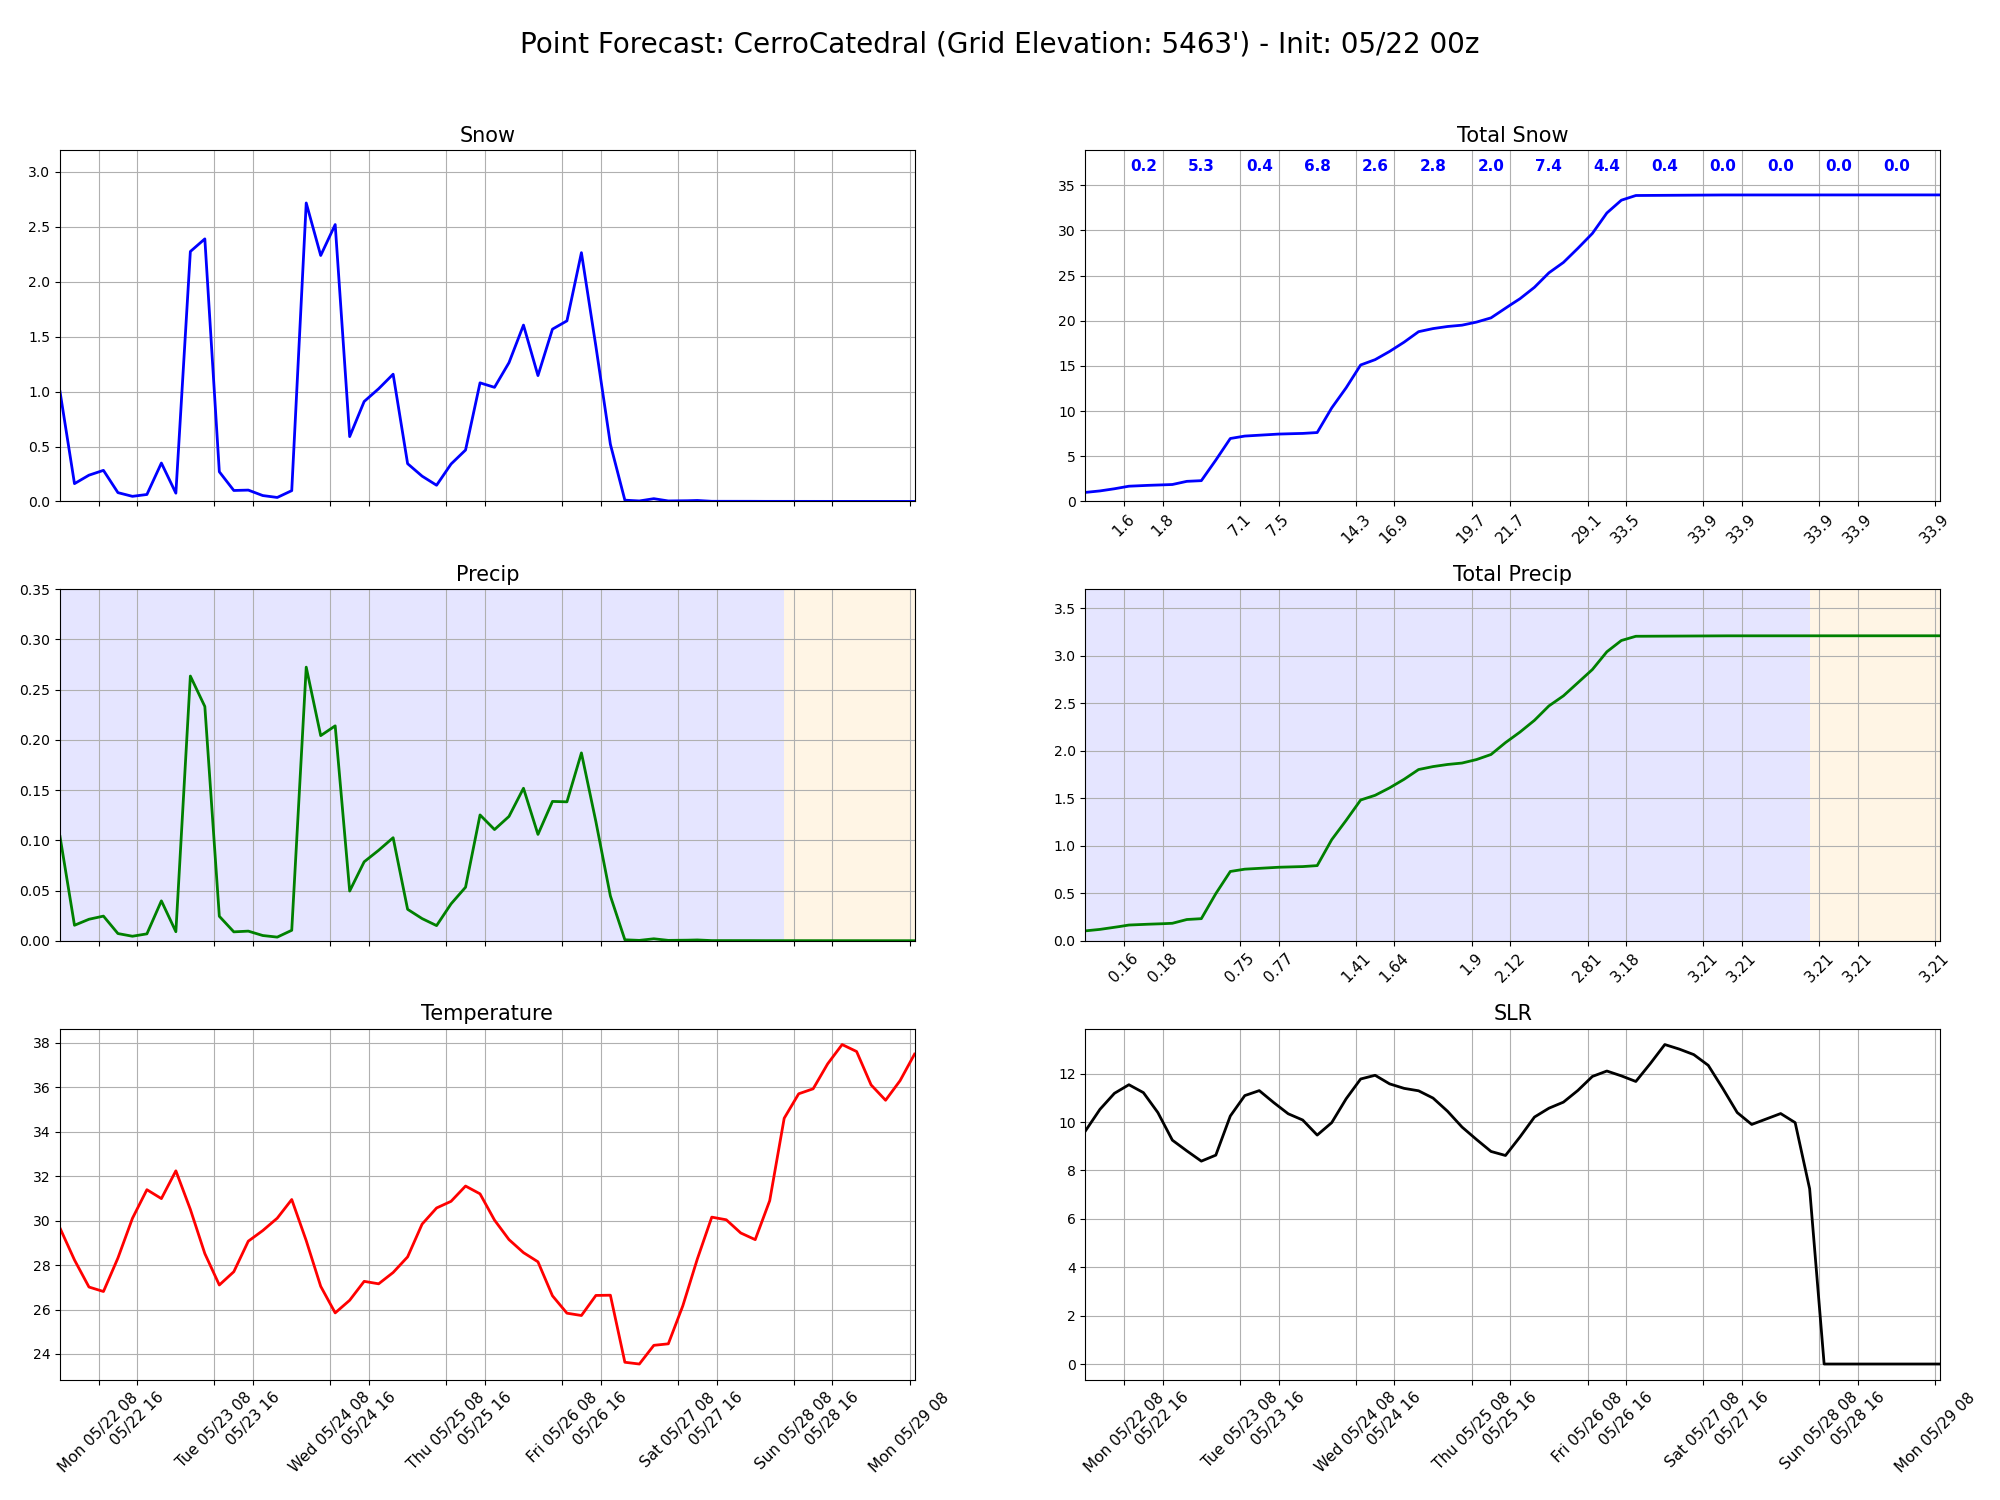 Point Forecast: CerroCatedral (Grid Elevation: 5463') - Init: 05/22 00z
Snow
3.0
2.5
2.0
1.5
1.0
0.5
0.0
Total Snow
0.2 5.3 0.4 6.8 2.6 2.8 2.0 7.4 4.4 0.4 0.0 0.0 0.0 0.0
35
30
25
20
15
10
5
0
1.6 1.8 7.1 7.5 14.3 16.9 19.7 21.7 29.1 33.5 33.9 33.9 33.9 33.9 33.9
Precip
0.35
0.30
0.25
0.20
0.15
0.10
0.05
0.00
Total Precip
3.5
3.0
2.5
2.0
1.5
1.0
0.5
0.0
0.16 0.18 0.75 0.77 1.41 1.64 1.9 2.12 2.81 3.18 3.21 3.21 3.21 3.21 3.21
Temperature
38
36
34
32
30
28
26
24
Mon 05/22 08
05/22 16
Tue 05/23 08
05/23 16
Wed 05/24 08
05/24 16
Thu 05/25 08
05/25 16
Fri 05/26 08
05/26 16
Sat 05/27 08
05/27 16
Sun 05/28 08
05/28 16
Mon 05/29 08
SLR
12
10
8
6
4
2
0
Mon 05/22 08
05/22 16
Tue 05/23 08
05/23 16
Wed 05/24 08
05/24 16
Thu 05/25 08
05/25 16
Fri 05/26 08
05/26 16
Sat 05/27 08
05/27 16
Sun 05/28 08
05/28 16
Mon 05/29 08